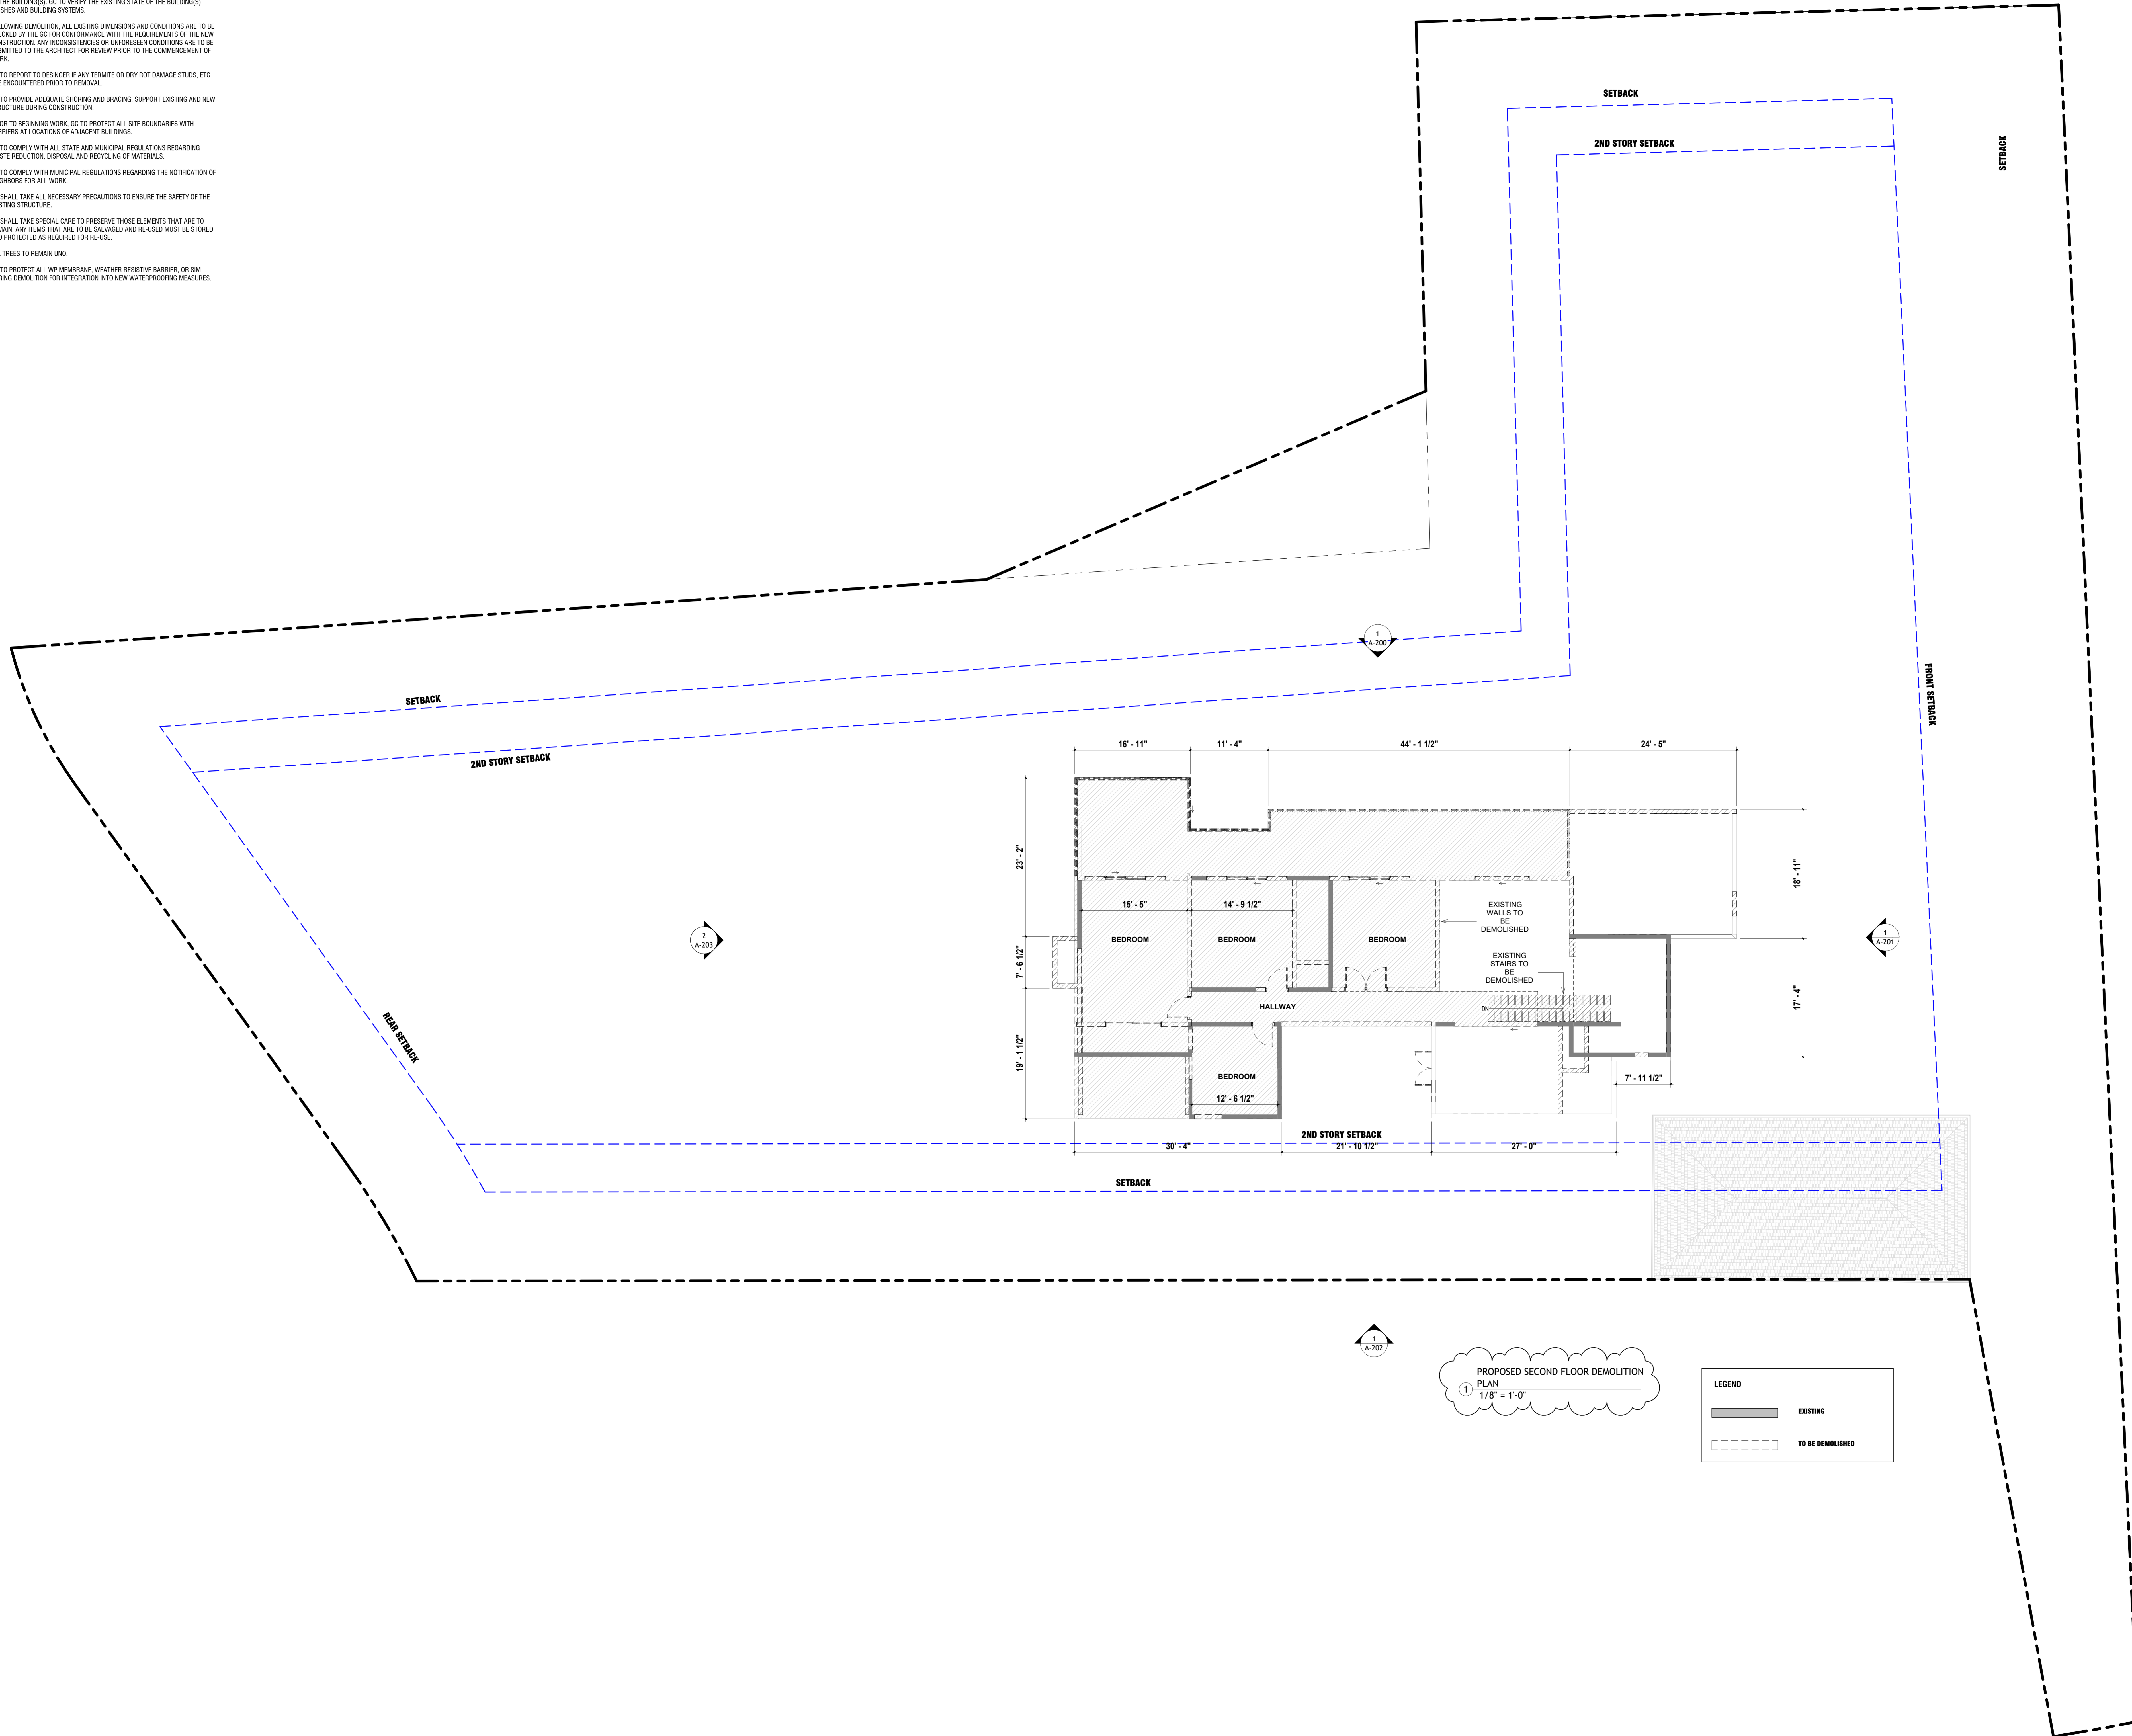 THE BUILDING(S). GC TO VERIFY THE EXISTING STATE OF THE BUILDING(S)
SHES AND BUILDING SYSTEMS.
LLOWING DEMOLITION, ALL EXISTING DIMENSIONS AND CONDITIONS ARE TO BE
ECKED BY THE GC FOR CONFORMANCE WITH THE REQUIREMENTS OF THE NEW
NSTRUCTION. ANY INCONSISTENCIES OR UNFORESEEN CONDITIONS ARE TO BE
BMITTED TO THE ARCHITECT FOR REVIEW PRIOR TO THE COMMENCEMENT OF
RK.
TO REPORT TO DESINGER IF ANY TERMITE OR DRY ROT DAMAGE STUDS, ETC
E ENCOUNTERED PRIOR TO REMOVAL.
TO PROVIDE ADEQUATE SHORING AND BRACING. SUPPORT EXISTING AND NEW
RUCTURE DURING CONSTRUCTION.
OR TO BEGINNING WORK, GC TO PROTECT ALL SITE BOUNDARIES WITH
RRIERS AT LOCATIONS OF ADJACENT BUILDINGS.
TO COMPLY WITH ALL STATE AND MUNICIPAL REGULATIONS REGARDING
STE REDUCTION, DISPOSAL AND RECYCLING OF MATERIALS.
TO COMPLY WITH MUNICIPAL REGULATIONS REGARDING THE NOTIFICATION OF
GHBORS FOR ALL WORK.
SHALL TAKE ALL NECESSARY PRECAUTIONS TO ENSURE THE SAFETY OF THE
STING STRUCTURE.
SHALL TAKE SPECIAL CARE TO PRESERVE THOSE ELEMENTS THAT ARE TO
MAIN. ANY ITEMS THAT ARE TO BE SALVAGED AND RE-USED MUST BE STORED
D PROTECTED AS REQUIRED FOR RE-USE.
TREES TO REMAIN UNO.
TO PROTECT ALL WP MEMBRANE, WEATHER RESISTIVE BARRIER, OR SIM
RING DEMOLITION FOR INTEGRATION INTO NEW WATERPROOFING MEASURES.
SETBACK
2ND STORY SETBACK
SETBACK
1
A-200
FRONT SETBACK
SETBACK
2ND STORY SETBACK
16' - 11"
11' - 4"
44' - 1 1/2"
24' - 5"
23' - 2"
18' - 11"
15' - 5"
14' - 9 1/2"
EXISTING
WALLS TO
BE
DEMOLISHED
BEDROOM
BEDROOM
BEDROOM
2
A-203
1
A-201
7' - 6 1/2"
EXISTING
STAIRS TO
BE
DEMOLISHED
17' - 4"
HALLWAY
DN
REAR SETBACK
19' - 1 1/2"
BEDROOM
7' - 11 1/2"
12' - 6 1/2"
2ND STORY SETBACK
30' - 4"
21' - 10 1/2"
27' - 0"
SETBACK
1
A-202
PROPOSED SECOND FLOOR DEMOLITION
PLAN
1
1/8" = 1'-0"
LEGEND
EXISTING
TO BE DEMOLISHED